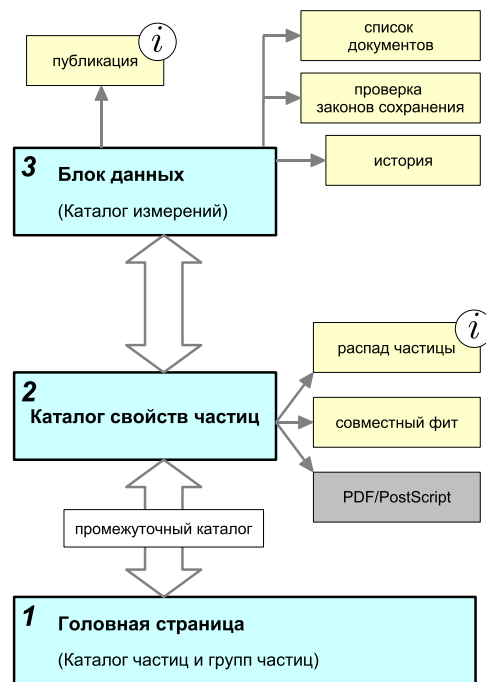 список
документов
i
публикация
проверка
законов сохранения
история
3 Блок данных
(Каталог измерений)
i
распад частицы
2
Каталог свойств частиц
совместный фит
PDF/PostScript
промежуточный каталог
1 Головная страница
(Каталог частиц и групп частиц)